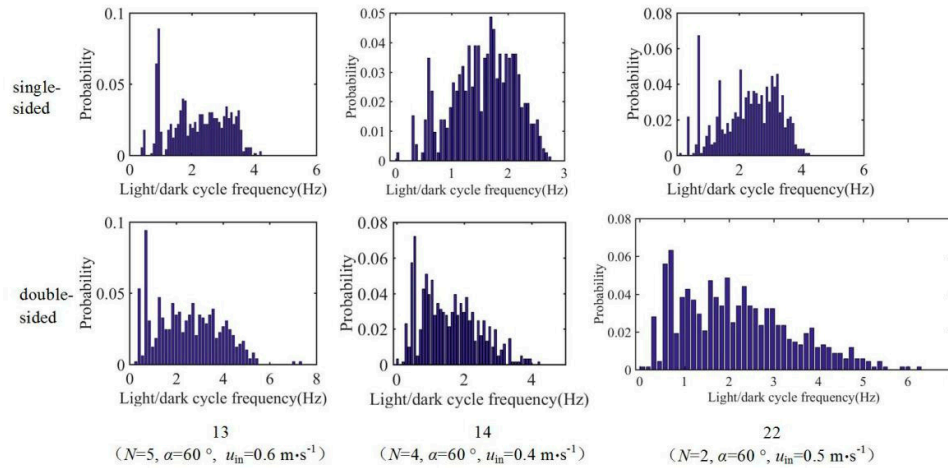 single-
sided
Probability
0.1
0.05
0
0 2 4 6
Light/dark cycle frequency(Hz)
Probability
0.05
0.04
0.03
0.02
0.01
0
1 2 3
Light/dark cycle frequency(Hz)
Probability
0.08
0.06
0.04
0.02
0
0 2 4 6
Light/dark cycle frequency(Hz)
double-
sided
Probability
0.1
0.05
0
0 2 4 6 8
Light/dark cycle frequency(Hz)
Probability
0.08
0.06
0.04
0.02
0
0 2 4
Light/dark cycle frequency(Hz)
Probability
0.08
0.06
0.04
0.02
0
0 1 2 3 4 5 6
Light/dark cycle frequency(Hz)
13
(N=5, α=60 °, uin=0.6 m·s-1)
14
(N=4, α=60 °, uin=0.4 m·s-1)
22
(N=2, α=60 °, uin=0.5 m·s-1)